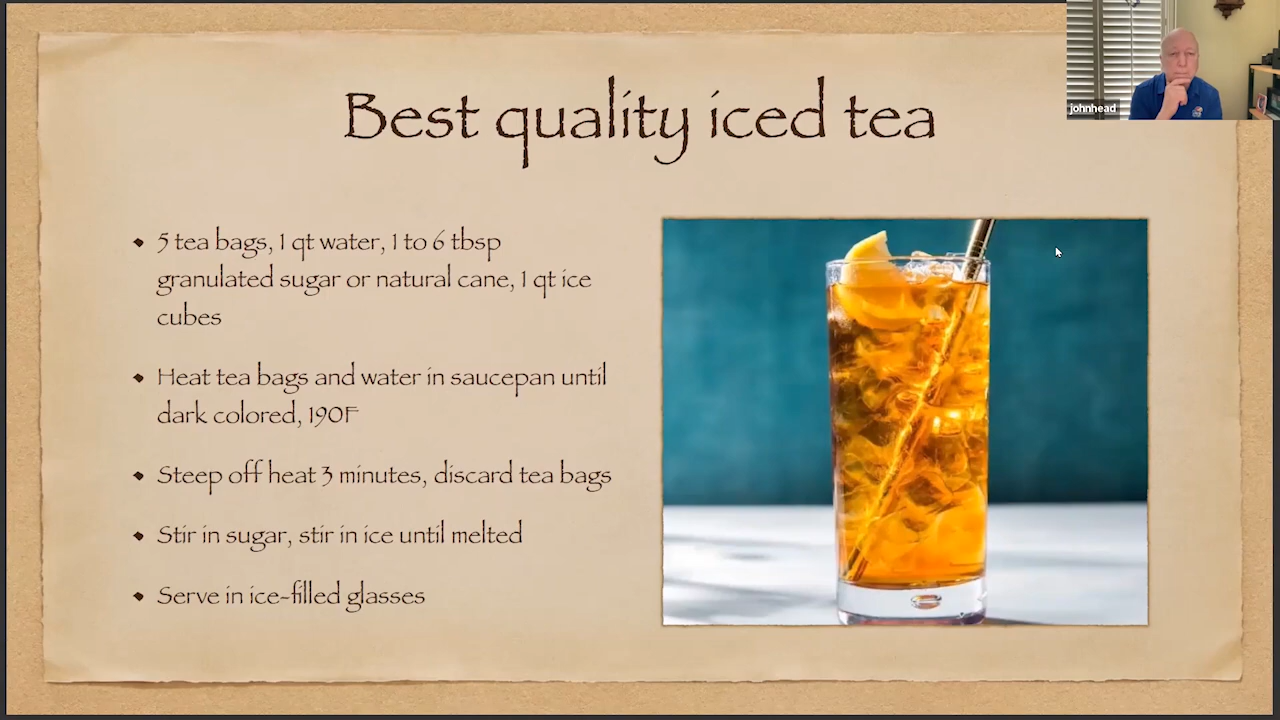 johnhead
Best quality iced tea
• 5 tea bags, 1 qt water, 1 to 6 tbsp
granulated sugar or natural cane, 1 qt ice
cubes
• Heat tea bags and water in saucepan until
dark colored, 190F
• Steep off heat 3 minutes, discard tea bags
• Stir in sugar, stir in ice until melted
• Serve in ice-filled glasses